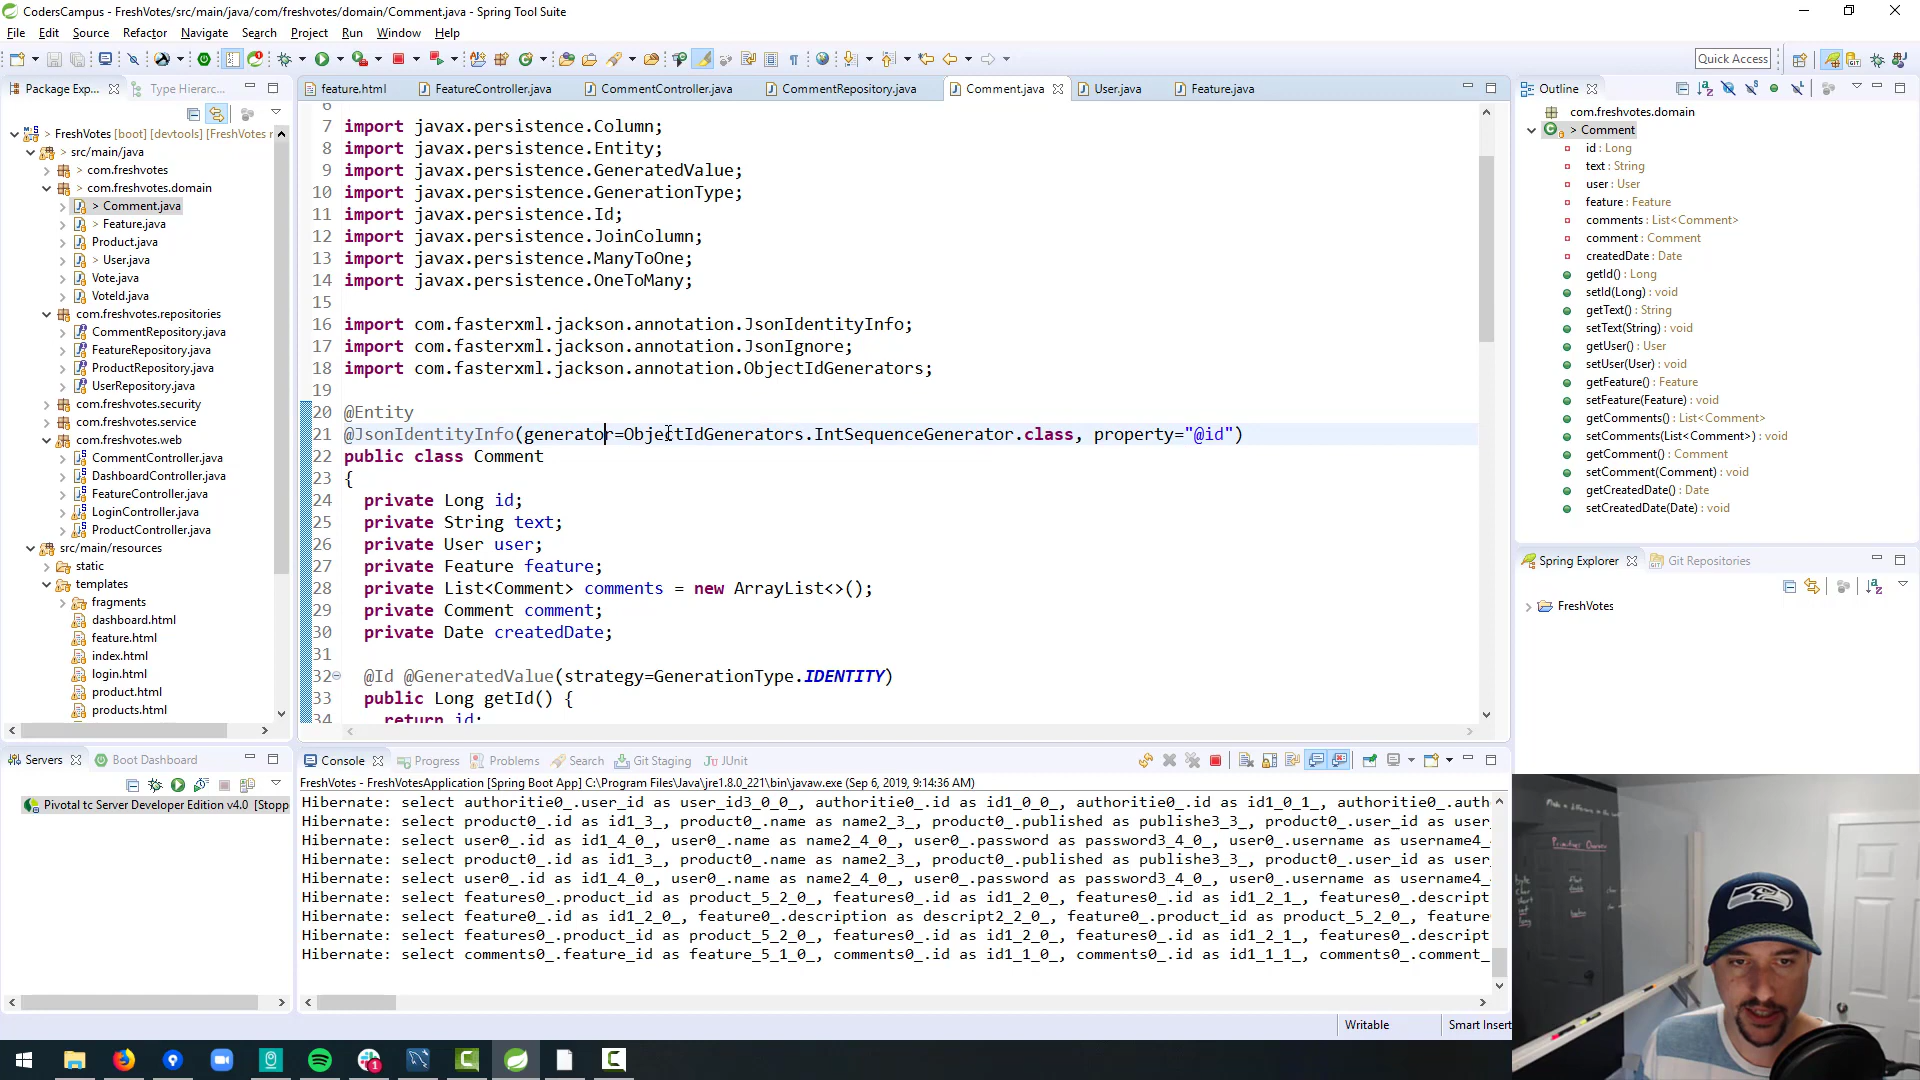 CodersCampus - FreshVotes/src/main/java/com/freshvotes/domain/Comment.java - Spring Tool Suite
File Edit Source Refactor Navigate Search Project Run Window Help
Quick Access
Package Exp... Type Hierarc...
FreshVotes [boot] [devtools] [FreshVotes r
> src/main/java
> com.freshvotes
> com.freshvotes.domain
> Comment.java
> Feature.java
Product.java
> User.java
Vote.java
VoteId.java
com.freshvotes.repositories
CommentRepository.java
FeatureRepository.java
ProductRepository.java
UserRepository.java
com.freshvotes.security
com.freshvotes.service
com.freshvotes.web
CommentController.java
DashboardController.java
FeatureController.java
LoginController.java
ProductController.java
src/main/resources
static
templates
fragments
dashboard.html
feature.html
index.html
login.html
product.html
products.html
Servers Boot Dashboard
Pivotal tc Server Developer Edition v4.0 [Stopp
feature.html FeatureController.java CommentController.java CommentRepository.java Comment.java User.java Feature.java
6
7 import javax.persistence.Column;
8 import javax.persistence.Entity;
9 import javax.persistence.GeneratedValue;
10 import javax.persistence.GenerationType;
11 import javax.persistence.Id;
12 import javax.persistence.JoinColumn;
13 import javax.persistence.ManyToOne;
14 import javax.persistence.OneToMany;
15
16 import com.fasterxml.jackson.annotation.JsonIdentityInfo;
17 import com.fasterxml.jackson.annotation.JsonIgnore;
18 import com.fasterxml.jackson.annotation.ObjectIdGenerators;
19
20 @Entity
21 @JsonIdentityInfo(generator=ObjectIdGenerators.IntSequenceGenerator.class, property="@id")
22 public class Comment
23 {
24 private Long id;
25 private String text;
26 private User user;
27 private Feature feature;
28 private List<Comment> comments = new ArrayList<>();
29 private Comment comment;
30 private Date createdDate;
31
32 @Id @GeneratedValue(strategy=GenerationType.IDENTITY)
33 public Long getId() {
34 return id;
Console Progress Problems Search Git Staging JUnit
FreshVotes - FreshVotesApplication [Spring Boot App] C:\Program Files\Java\jre1.8.0_221\bin\javaw.exe (Sep 6, 2019, 9:14:36 AM)
Hibernate: select authoritie0_.user_id as user_id3_0_0_, authoritie0_.id as id1_0_0_, authoritie0_.id as id1_0_1_, authoritie0_.auth
Hibernate: select product0_.id as id1_3_, product0_.name as name2_3_, product0_.published as publishe3_3_, product0_.user_id as user_
Hibernate: select user0_.id as id1_4_0_, user0_.name as name2_4_0_, user0_.password as password3_4_0_, user0_.username as username4_
Hibernate: select product0_.id as id1_3_, product0_.name as name2_3_, product0_.published as publishe3_3_, product0_.user_id as user_
Hibernate: select user0_.id as id1_4_0_, user0_.name as name2_4_0_, user0_.password as password3_4_0_, user0_.username as username4_
Hibernate: select features0_.product_id as product_5_2_0_, features0_.id as id1_2_0_, features0_.id as id1_2_1_, features0_.descript
Hibernate: select feature0_.id as id1_2_0_, feature0_.description as descript2_2_0_, feature0_.product_id as product_5_2_0_, feature
Hibernate: select features0_.product_id as product_5_2_0_, features0_.id as id1_2_0_, features0_.id as id1_2_1_, features0_.descript
Hibernate: select comments0_.feature_id as feature_5_1_0_, comments0_.id as id1_1_0_, comments0_.id as id1_1_1_, comments0_.comment_
Writable Smart Insert
Outline
com.freshvotes.domain
> Comment
id : Long
text : String
user : User
feature : Feature
comments : List<Comment>
comment : Comment
createdDate : Date
getId() : Long
setId(Long) : void
getText() : String
setText(String) : void
getUser() : User
setUser(User) : void
getFeature() : Feature
setFeature(Feature) : void
getComments() : List<Comment>
setComments(List<Comment>) : void
getComment() : Comment
setComment(Comment) : void
getCreatedDate() : Date
setCreatedDate(Date) : void
Spring Explorer Git Repositories
FreshVotes